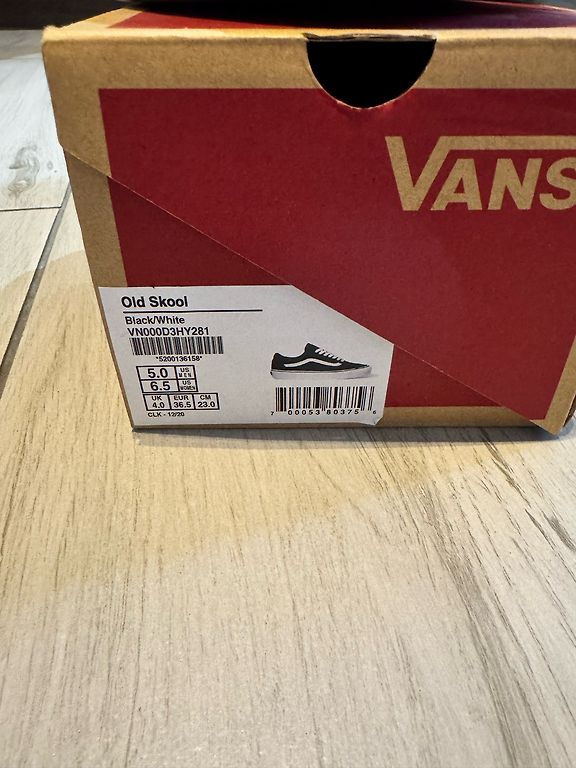 VANS
Old Skool
Black/White
VN000D3HY281
*5200136158*
5.0 US MEN
6.5 US WOMEN
UK EUR CM
4.0 36.5 23.0
CLK - 12/20
7 00053 80375 6